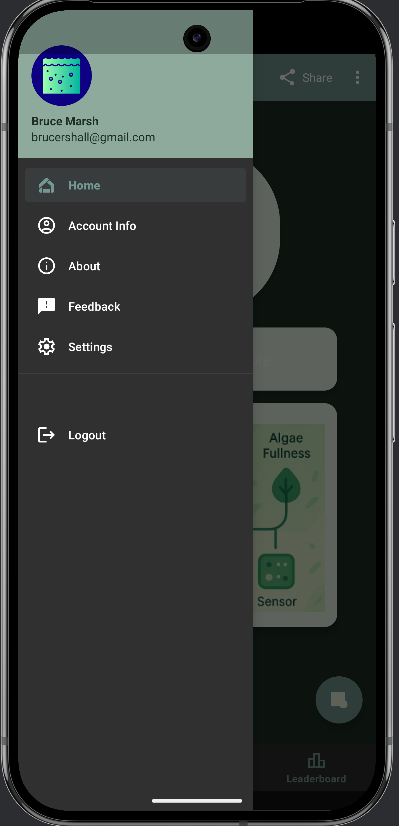 Share
Bruce Marsh
brucershall@gmail.com
Home
Account Info
About
Feedback
Settings
Logout
Algae
Fullness
Sensor
Leaderboard